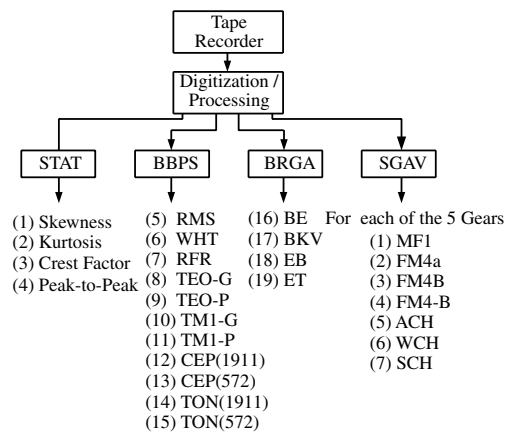 Tape
Recorder
Digitization /
Processing
STAT
BBPS
BRGA
SGAV
(1) Skewness
(2) Kurtosis
(3) Crest Factor
(4) Peak-to-Peak
(5) RMS
(6) WHT
(7) RFR
(8) TEO-G
(9) TEO-P
(10) TM1-G
(11) TM1-P
(12) CEP(1911)
(13) CEP(572)
(14) TON(1911)
(15) TON(572)
(16) BE
(17) BKV
(18) EB
(19) ET
For each of the 5 Gears
(1) MF1
(2) FM4a
(3) FM4B
(4) FM4-B
(5) ACH
(6) WCH
(7) SCH